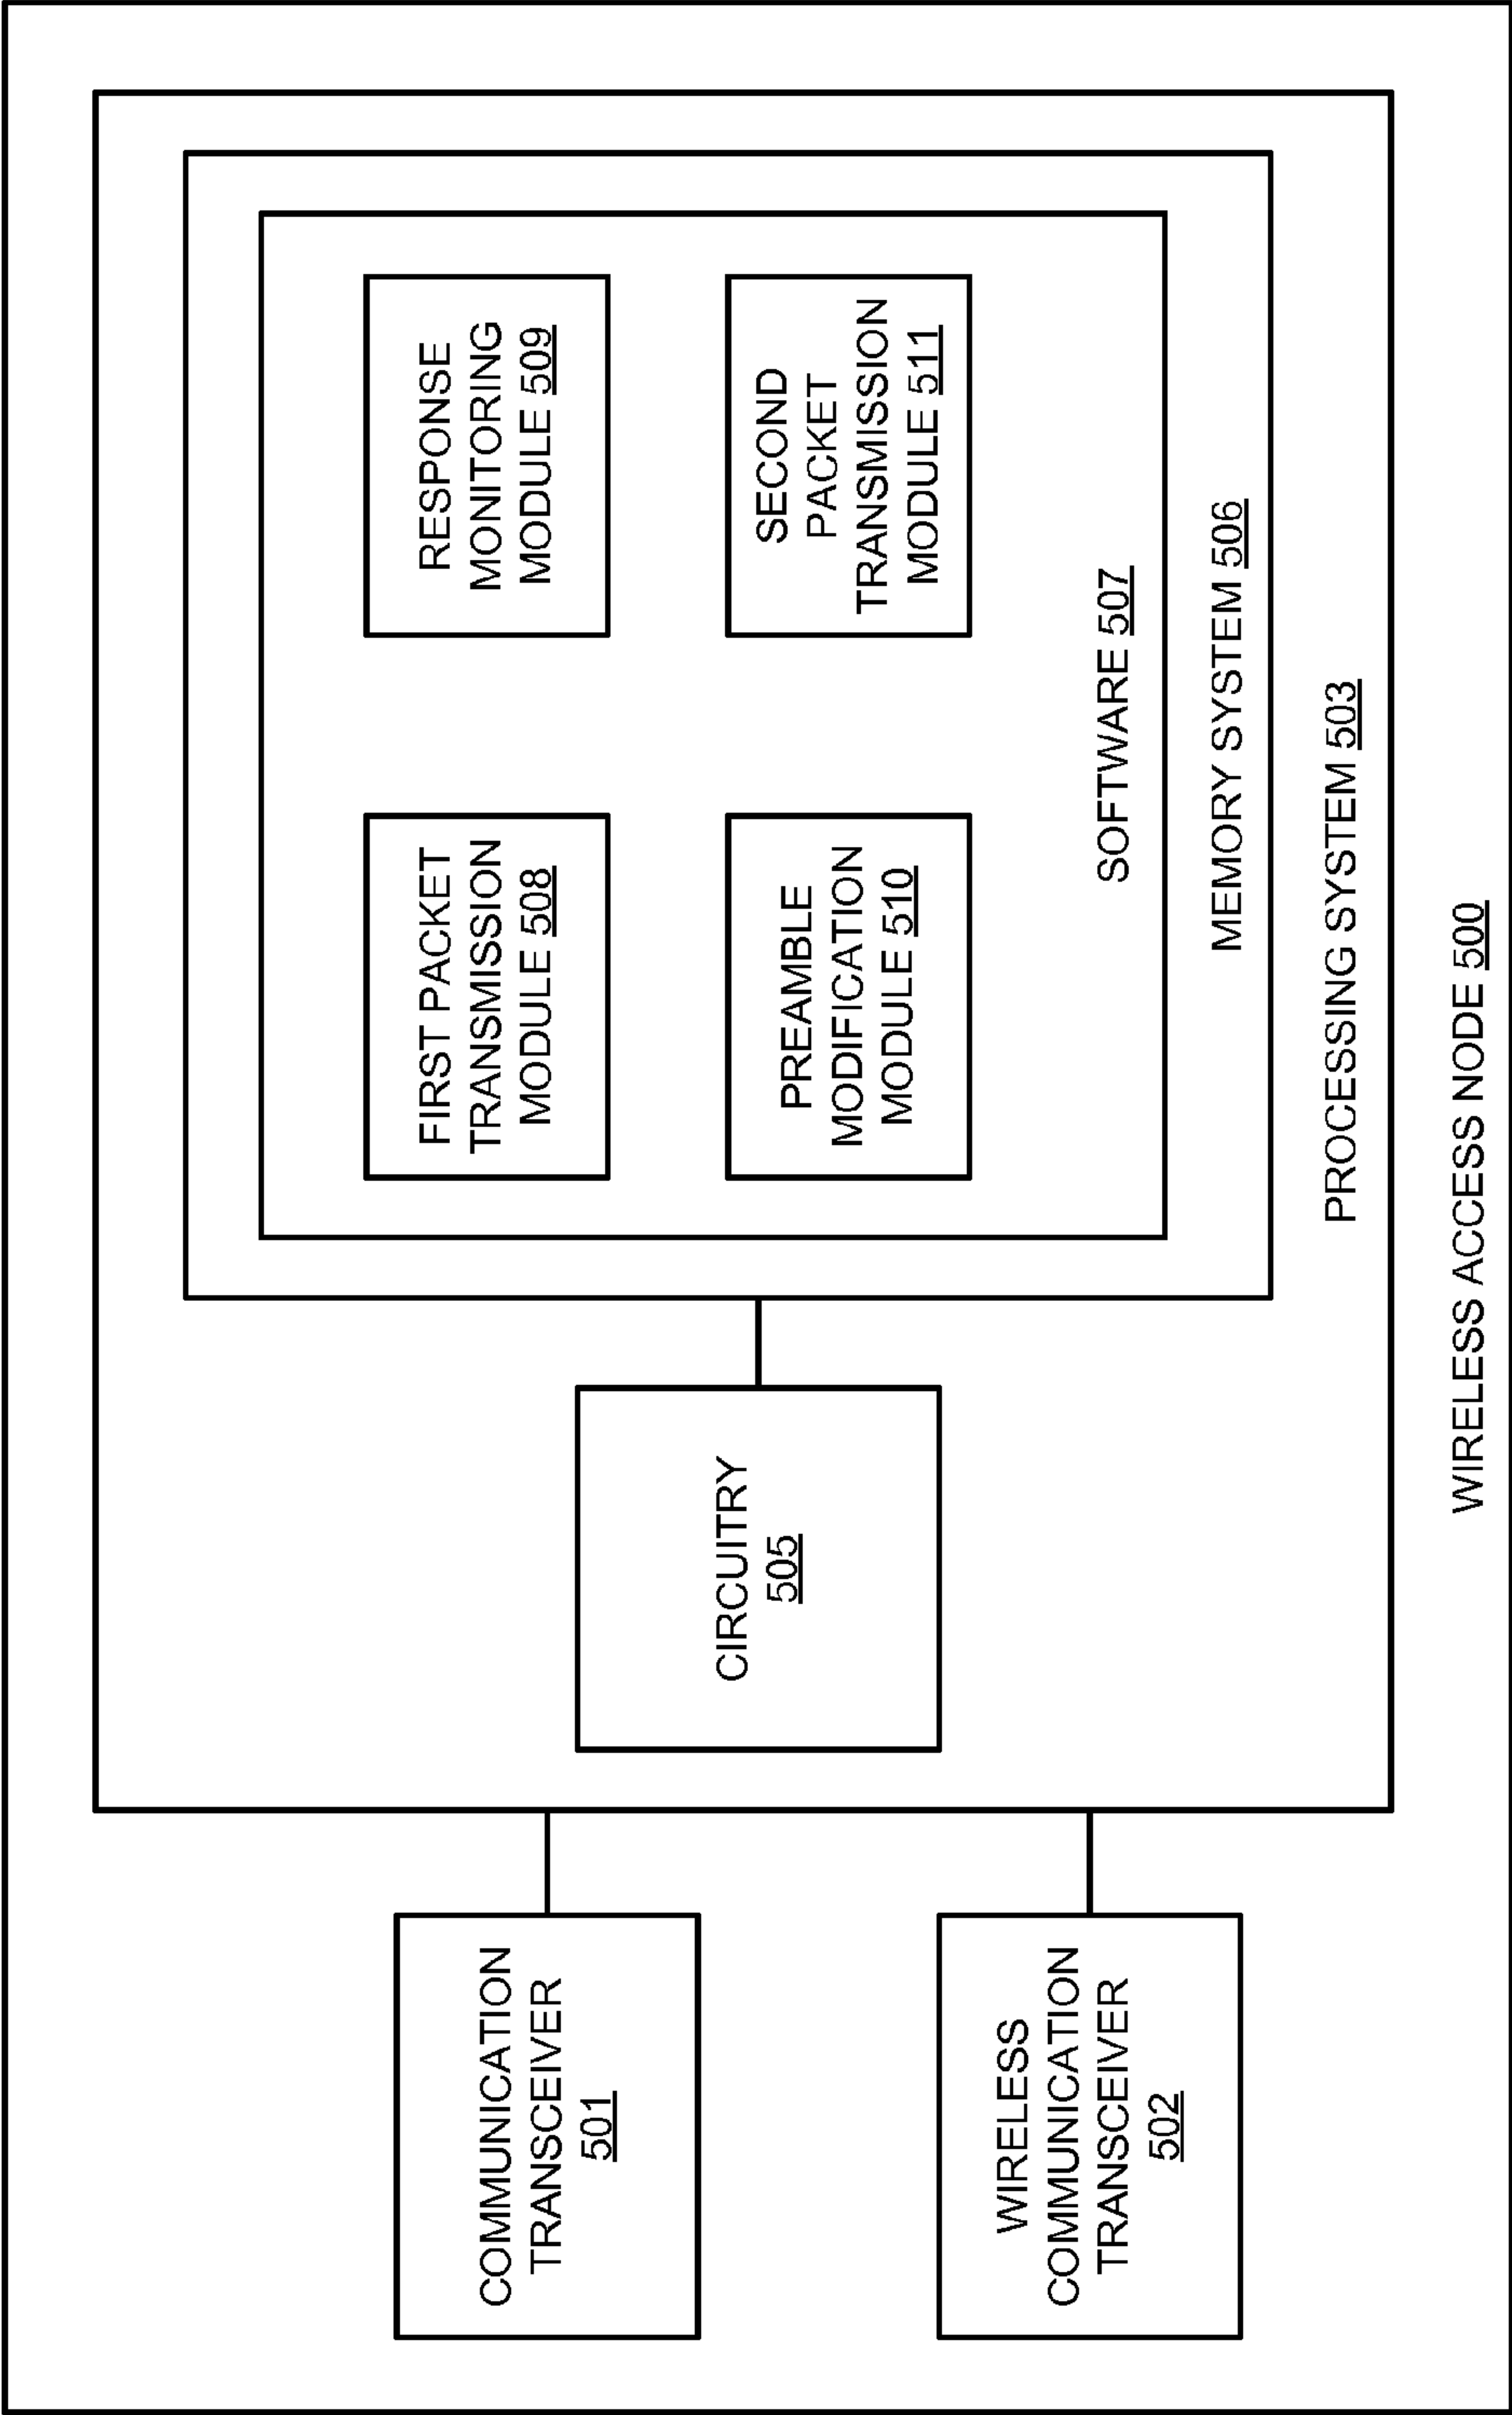 COMMUNICATION
TRANSCEIVER
501
WIRELESS
COMMUNICATION
TRANSCEIVER
502
CIRCUITRY
505
FIRST PACKET
TRANSMISSION
MODULE 508
RESPONSE
MONITORING
MODULE 509
PREAMBLE
MODIFICATION
MODULE 510
SECOND
PACKET
TRANSMISSION
MODULE 511
SOFTWARE 507
MEMORY SYSTEM 506
PROCESSING SYSTEM 503
WIRELESS ACCESS NODE 500